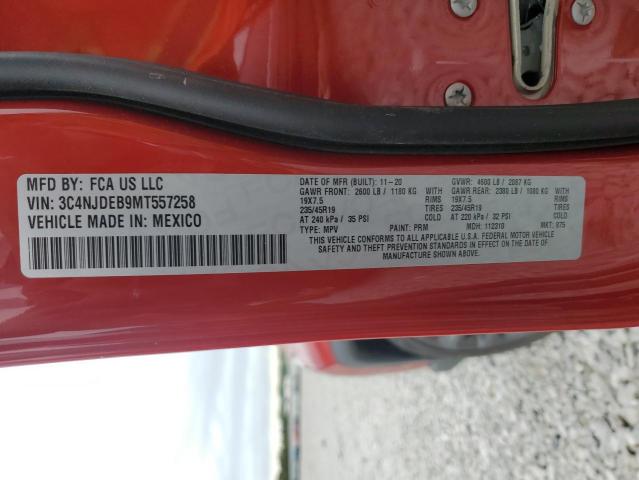 MFD BY: FCA US LLC
VIN: 3C4NJDEB9MT557258
VEHICLE MADE IN: MEXICO
DATE OF MFR (BUILT): 11-20 GVWR: 4600 LB / 2087 KG
GAWR FRONT: 2600 LB / 1180 KG GAWR REAR: 2380 LB / 1080 KG
19X7.5 RIMS 19X7.5 RIMS
235/45R19 TIRES 235/45R19 TIRES
AT 240 kPa / 35 PSI COLD AT 220 kPa / 32 PSI COLD
TYPE: MPV PAINT: PRM MDH: 112310 MKT: 975
THIS VEHICLE CONFORMS TO ALL APPLICABLE U.S.A. FEDERAL MOTOR VEHICLE
SAFETY AND THEFT PREVENTION STANDARDS IN EFFECT ON THE DATE OF
MANUFACTURE SHOWN ABOVE.